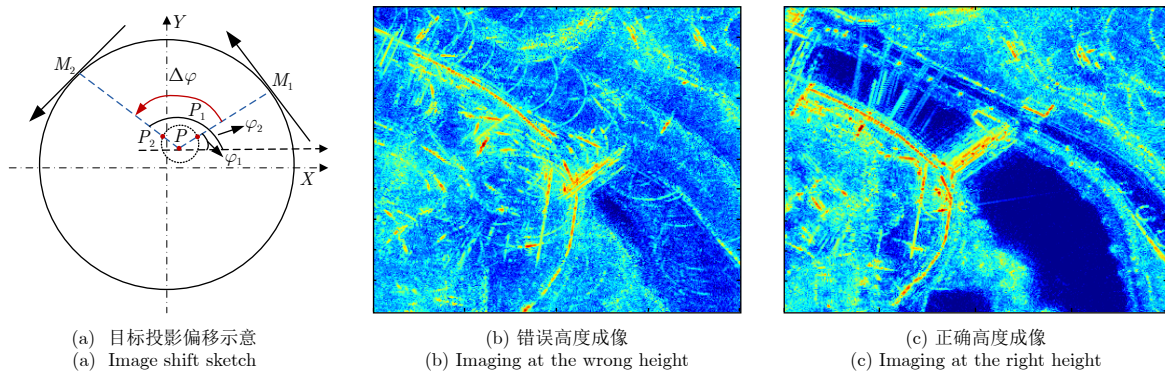 Y
M₂
Δφ
M₁
P₁
P₂
P
φ₂
φ₁
X
(a) 目标投影偏移示意
(a) Image shift sketch
(b) 错误高度成像
(b) Imaging at the wrong height
(c) 正确高度成像
(c) Imaging at the right height